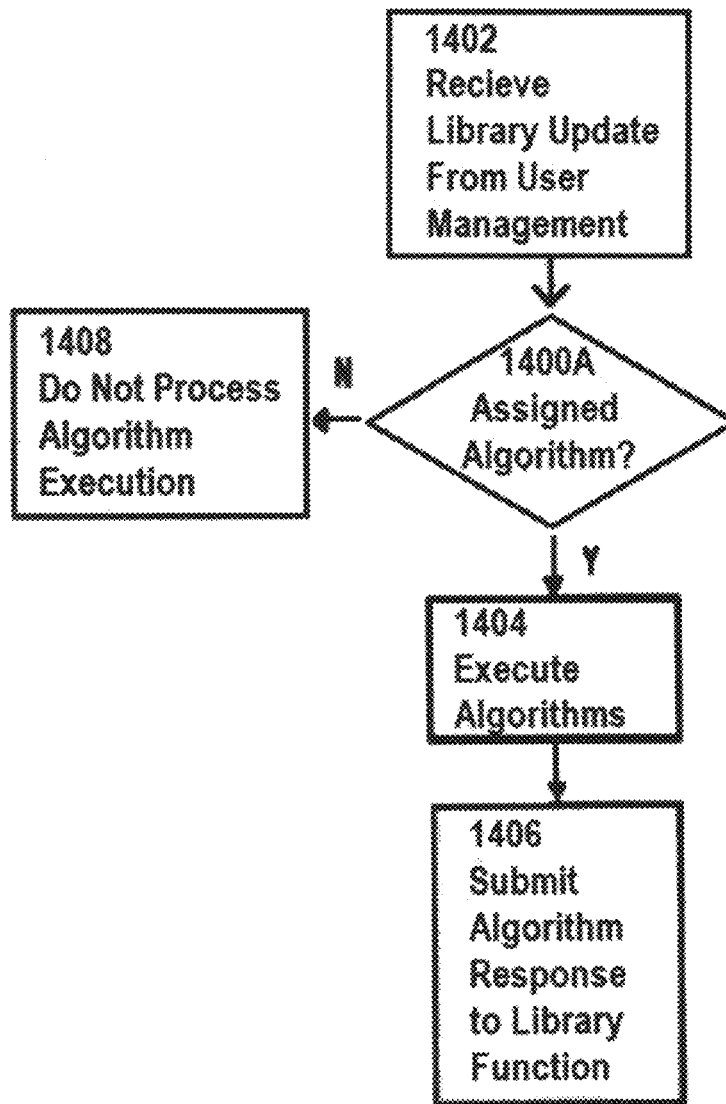 1402
Recieve
Library Update
From User
Management
1400A
Assigned
Algorithm?
N
1408
Do Not Process
Algorithm
Execution
Y
1404
Execute
Algorithms
1406
Submit
Algorithm
Response
to Library
Function